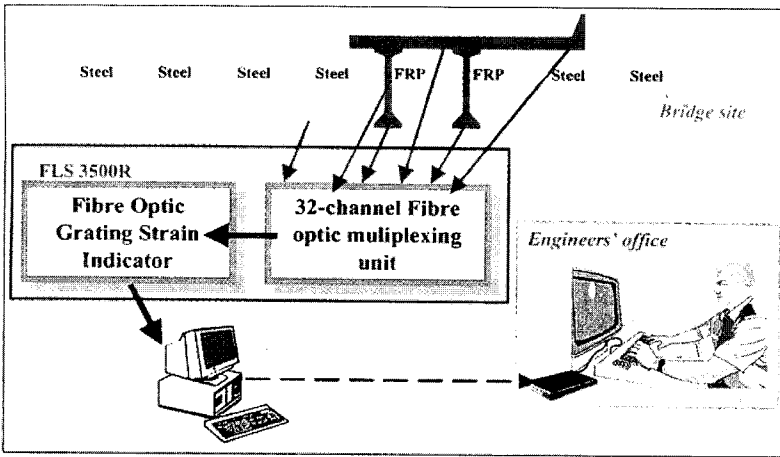 Steel Steel Steel Steel FRP FRP Steel Steel
Bridge site
FLS 3500R
Fibre Optic
Grating Strain
Indicator
32-channel Fibre
optic muliplexing
unit
Engineers' office